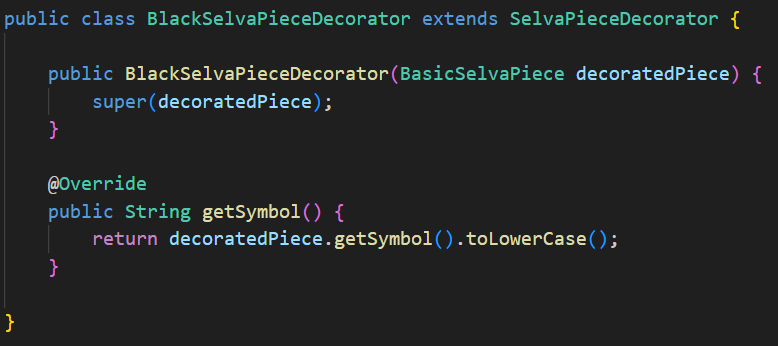 public class BlackSelvaPieceDecorator extends SelvaPieceDecorator {
public BlackSelvaPieceDecorator(BasicSelvaPiece decoratedPiece) {
super(decoratedPiece);
}
@Override
public String getSymbol() {
return decoratedPiece.getSymbol().toLowerCase();
}
}